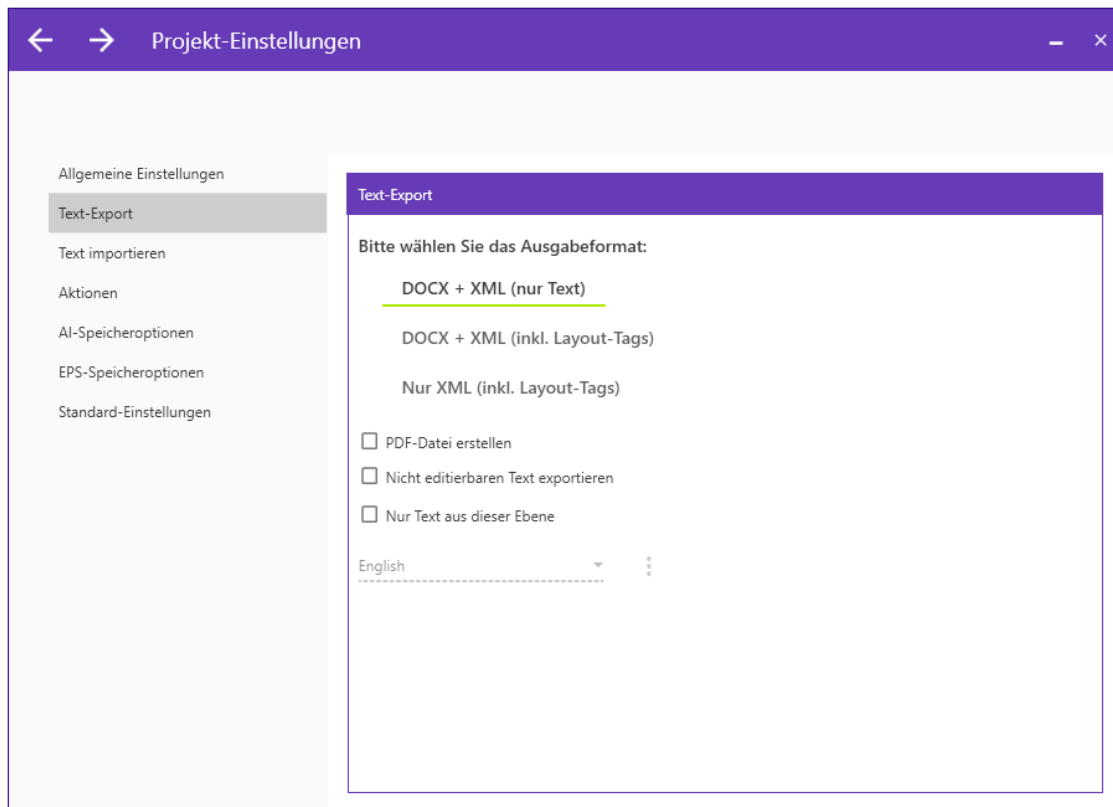 Projekt-Einstellungen
Allgemeine Einstellungen
Text-Export
Text importieren
Aktionen
AI-Speicheroptionen
EPS-Speicheroptionen
Standard-Einstellungen
Text-Export
Bitte wählen Sie das Ausgabeformat:
DOCX + XML (nur Text)
DOCX + XML (inkl. Layout-Tags)
Nur XML (inkl. Layout-Tags)
PDF-Datei erstellen
Nicht editierbaren Text exportieren
Nur Text aus dieser Ebene
English